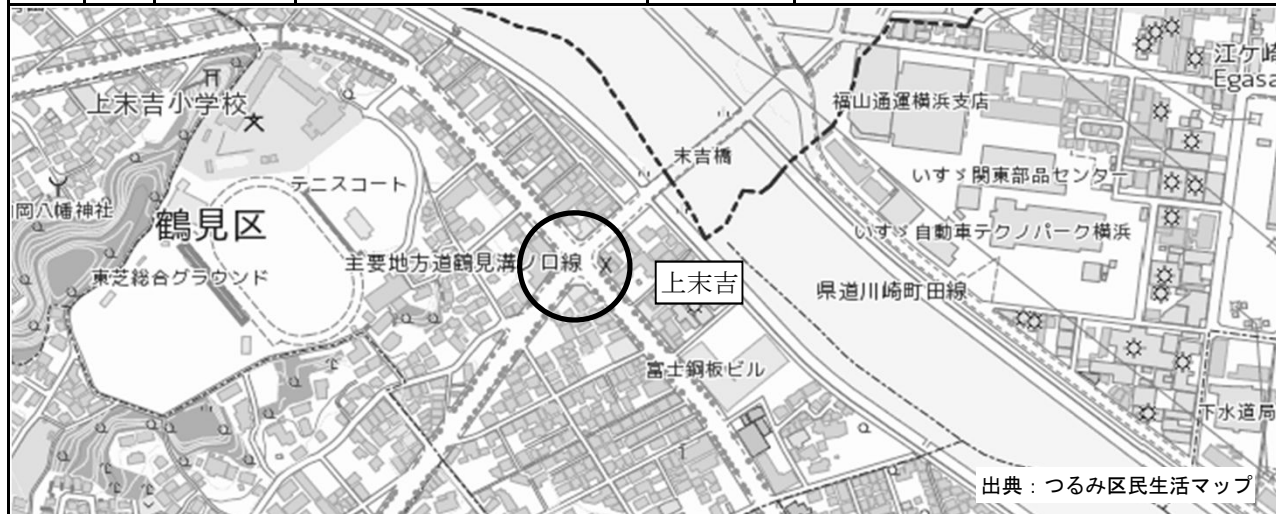 江ケ崎
Egasa
上末吉小学校
福山通運横浜支店
末吉橋
テニスコート
いすゞ関東部品センター
岡八幡神社
鶴見区
いすゞ自動車テクノパーク横浜
主要地方道鶴見溝ノ口線
東芝総合グラウンド
上末吉
県道川崎町田線
富士鋼板ビル
下水道局
出典：つるみ区民生活マップ